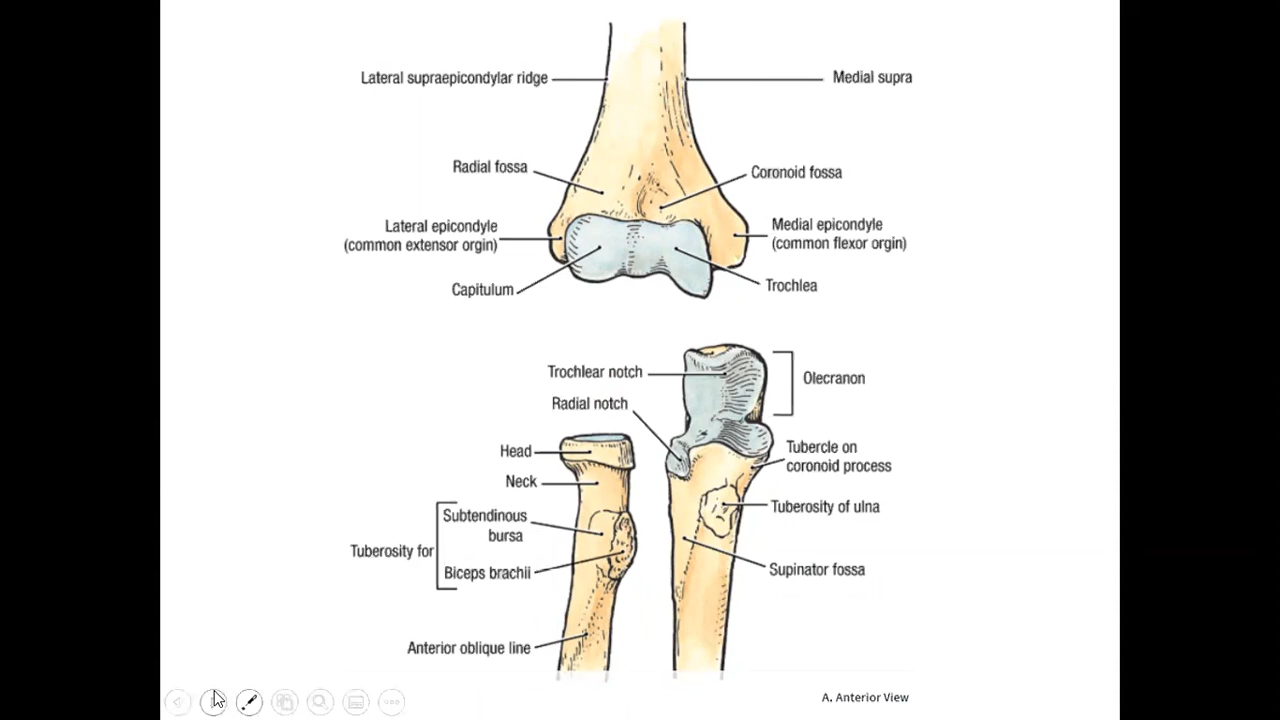 Lateral supraepicondylar ridge
Medial supra
Radial fossa
Coronoid fossa
Lateral epicondyle
(common extensor orgin)
Medial epicondyle
(common flexor orgin)
Capitulum
Trochlea
Trochlear notch
Olecranon
Radial notch
Head
Tubercle on
coronoid process
Neck
Tuberosity of ulna
Subtendinous
bursa
Tuberosity for
Biceps brachii
Supinator fossa
Anterior oblique line
A. Anterior View